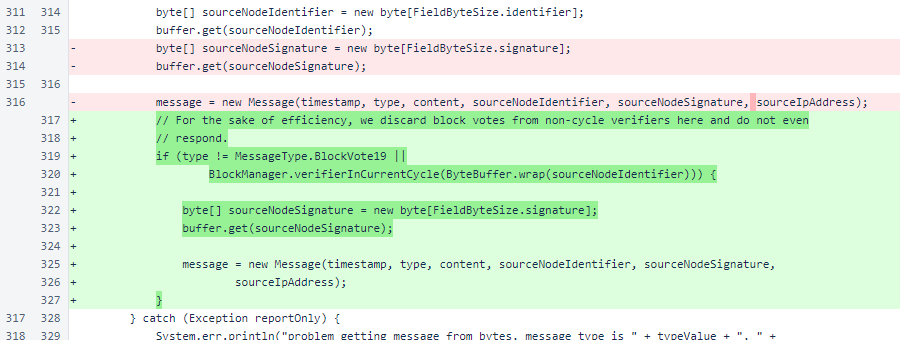 311 314 byte[] sourceNodeIdentifier = new byte[FieldByteSize.identifier];
312 315 buffer.get(sourceNodeIdentifier);
313 - byte[] sourceNodeSignature = new byte[FieldByteSize.signature];
314 - buffer.get(sourceNodeSignature);
315 316
316 - message = new Message(timestamp, type, content, sourceNodeIdentifier, sourceNodeSignature, sourceIpAddress);
317 + // For the sake of efficiency, we discard block votes from non-cycle verifiers here and do not even
318 + // respond.
319 + if (type != MessageType.BlockVote19 ||
320 + BlockManager.verifierInCurrentCycle(ByteBuffer.wrap(sourceNodeIdentifier))) {
321 +
322 + byte[] sourceNodeSignature = new byte[FieldByteSize.signature];
323 + buffer.get(sourceNodeSignature);
324 +
325 + message = new Message(timestamp, type, content, sourceNodeIdentifier, sourceNodeSignature,
326 + sourceIpAddress);
327 + }
317 328 } catch (Exception reportOnly) {
318 329 System.err.println("problem getting message from bytes, message type is " + typeValue + ", " +